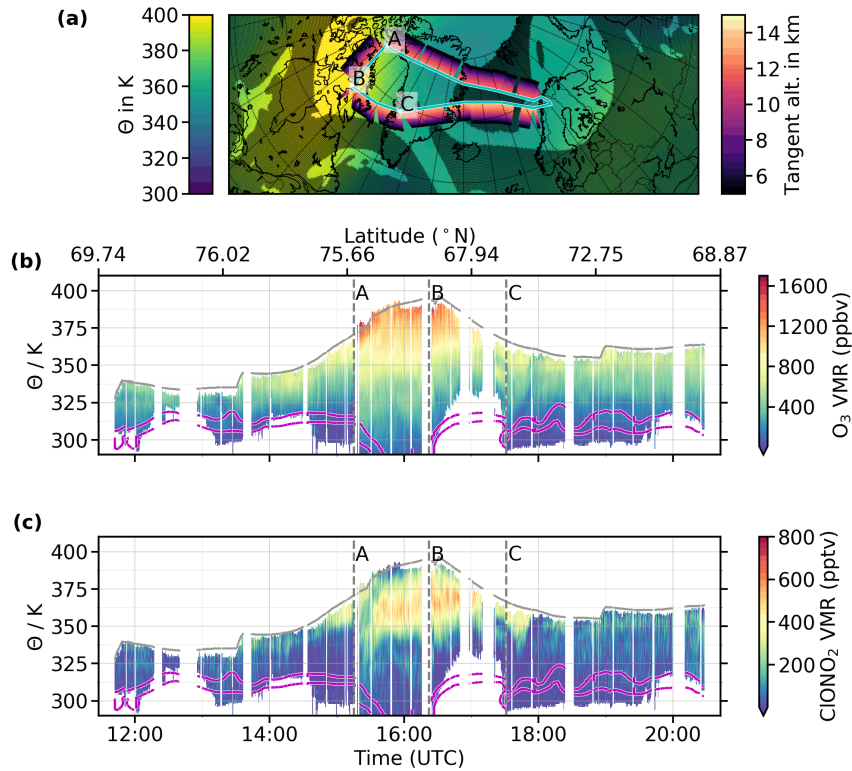 (a)
400
380
360
340
320
300
Θ in K
A
B
C
14
12
10
8
6
Tangent alt. in km
(b)
Latitude (°N)
69.74 76.02 75.66 67.94 72.75 68.87
400
375
350
325
300
Θ / K
A B C
1600
1200
800
400
O₃ VMR (ppbv)
(c)
400
375
350
325
300
Θ / K
A B C
800
600
400
200
ClONO₂ VMR (pptv)
12:00 14:00 16:00 18:00 20:00
Time (UTC)